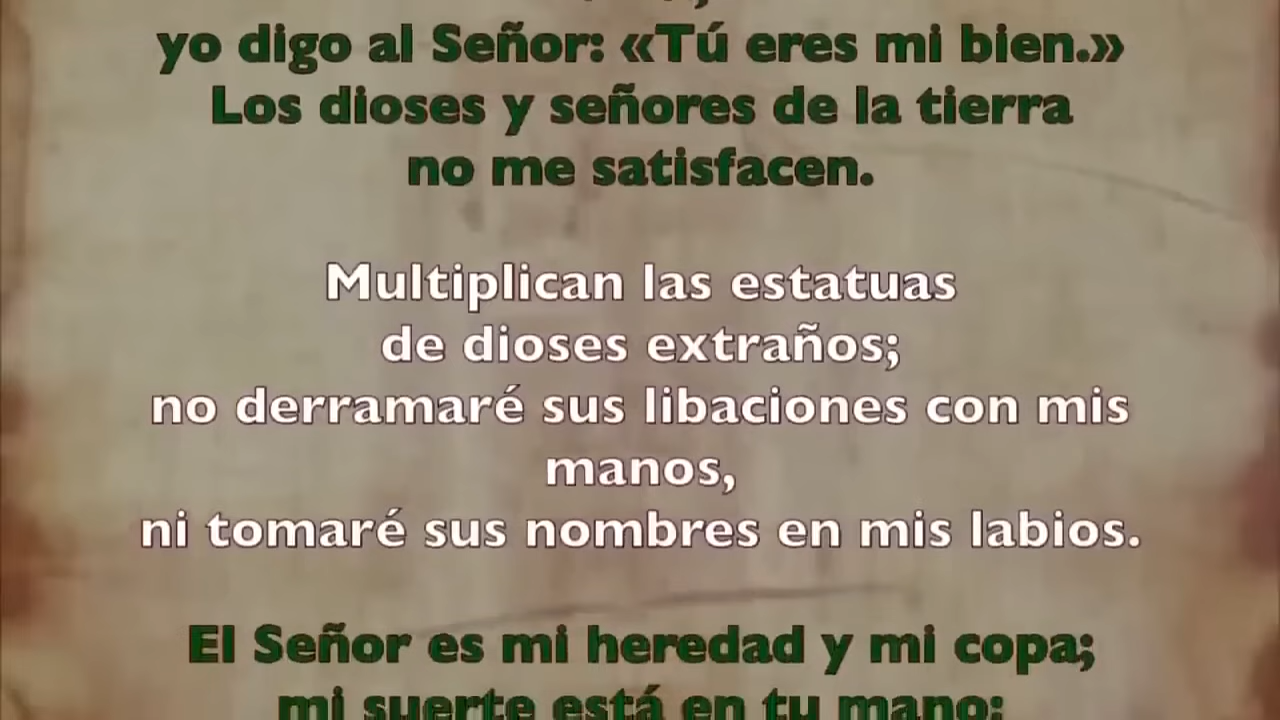 yo digo al Señor: «Tú eres mi bien.»
Los dioses y señores de la tierra
no me satisfacen.
Multiplican las estatuas
de dioses extraños;
no derramaré sus libaciones con mis
manos,
ni tomaré sus nombres en mis labios.
El Señor es mi heredad y mi copa;
mi suerte está en tu mano: